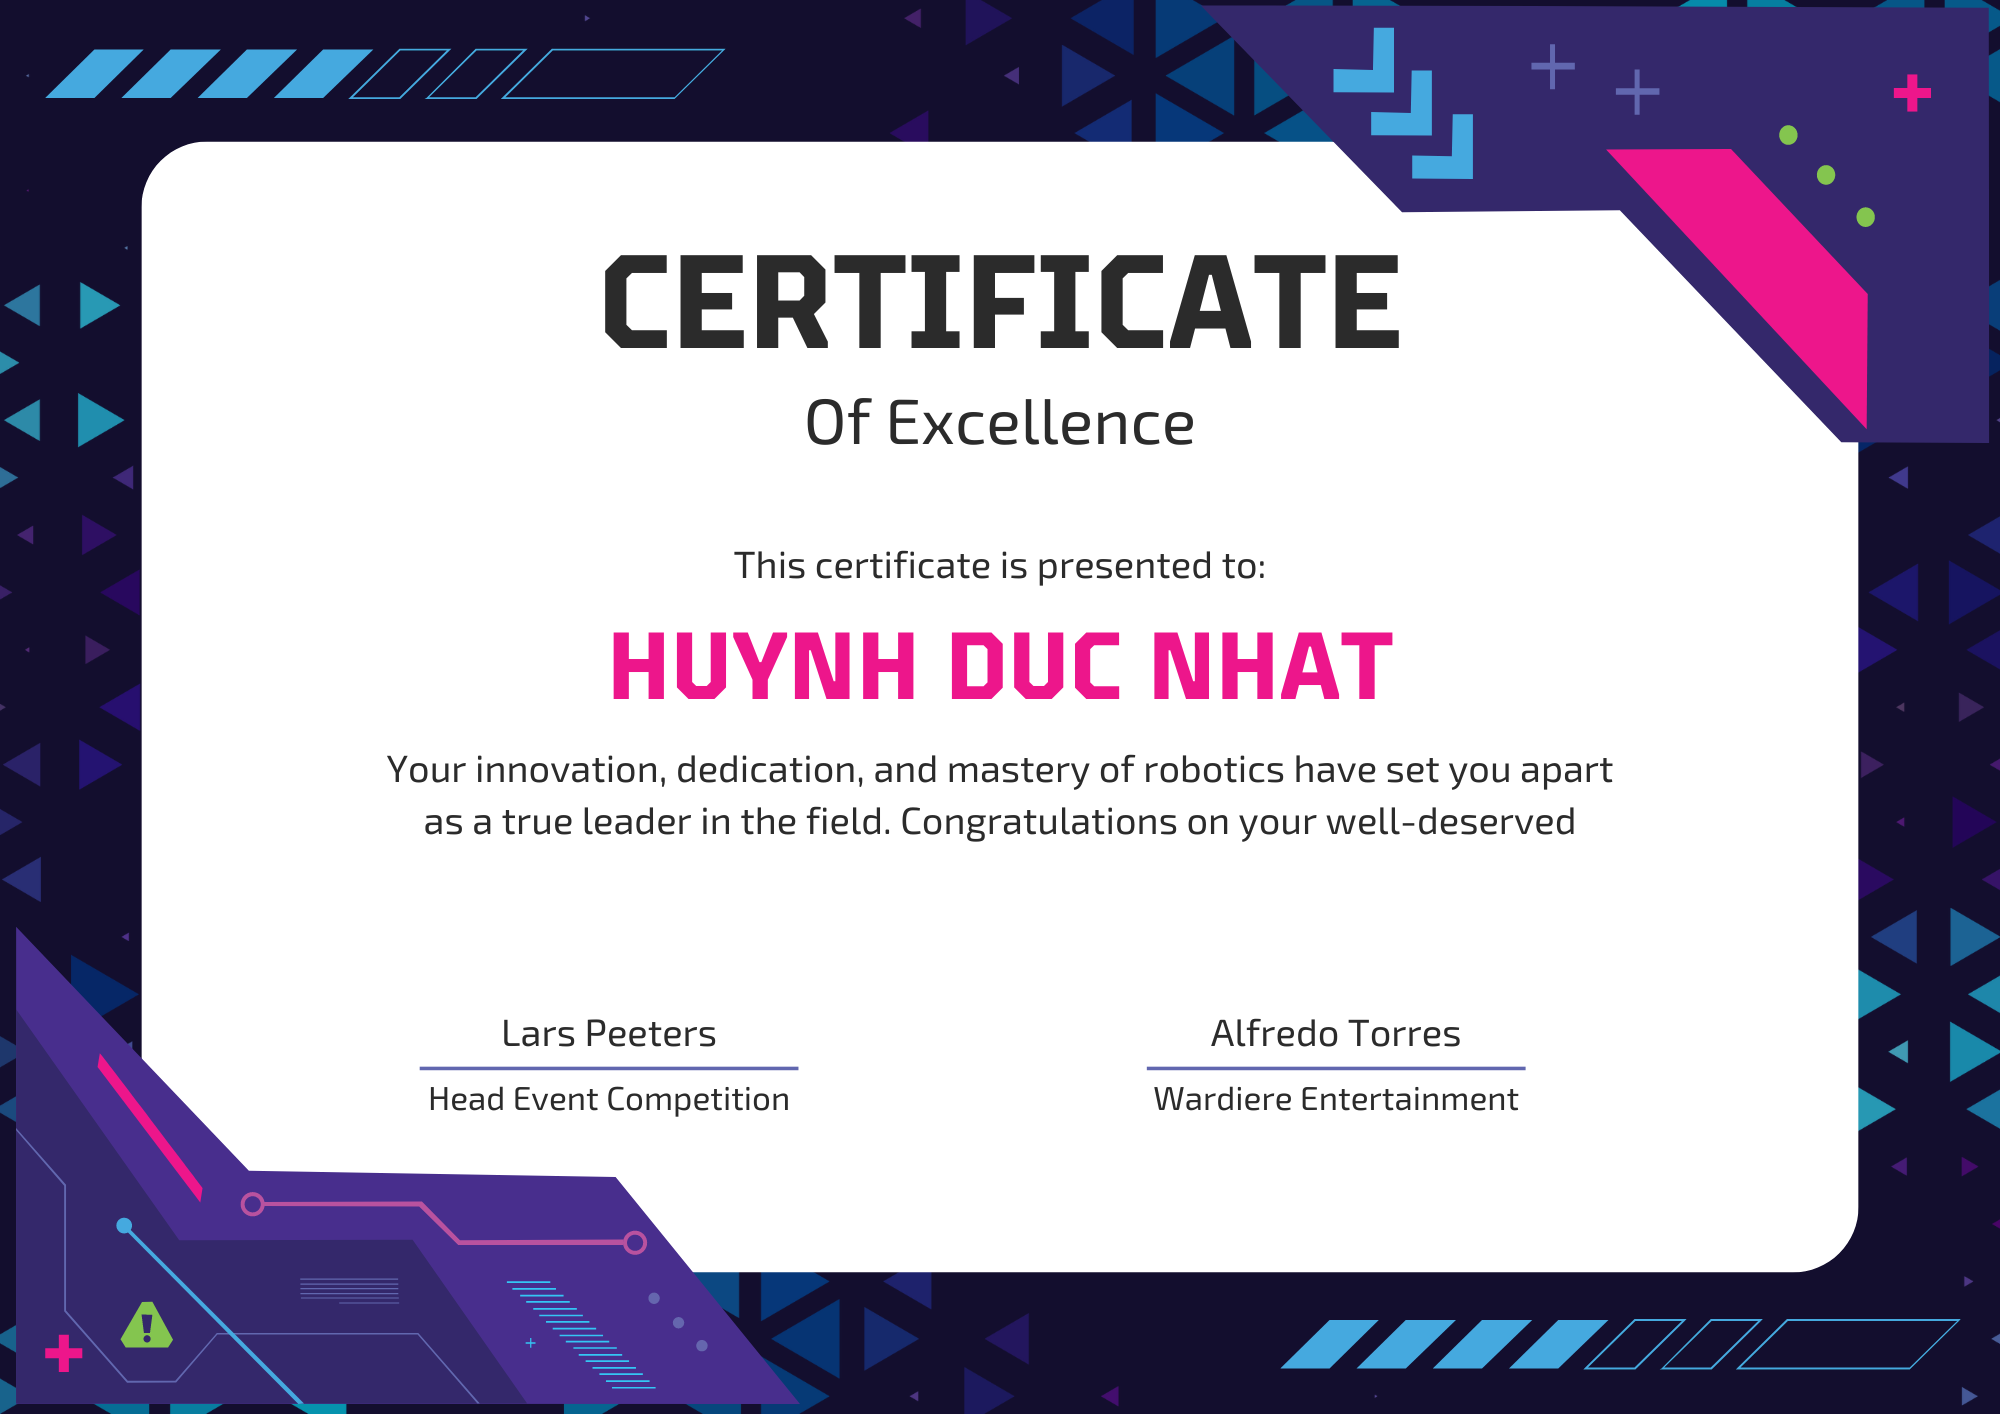 CERTIFICATE
Of Excellence
This certificate is presented to:
HUYNH DUC NHAT
Your innovation, dedication, and mastery of robotics have set you apart
as a true leader in the field. Congratulations on your well-deserved
Lars Peeters
Head Event Competition
Alfredo Torres
Wardiere Entertainment